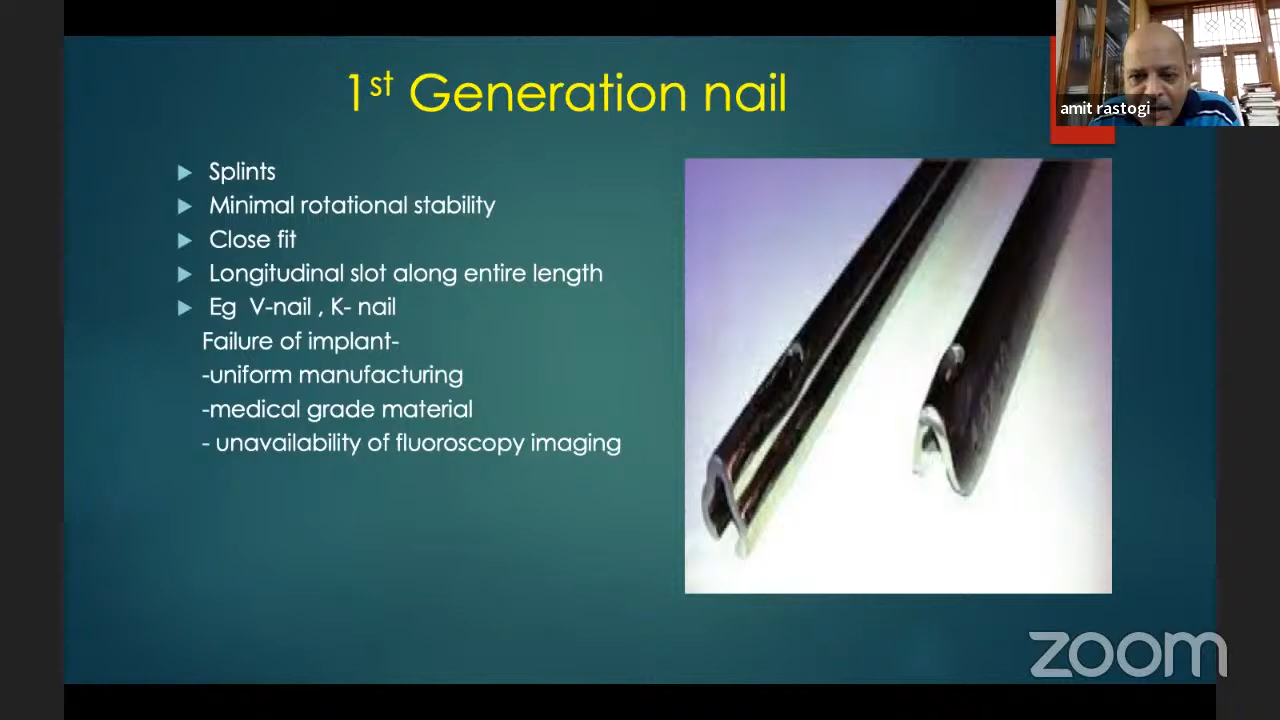 1st Generation nail
amit rastogi
Splints
Minimal rotational stability
Close fit
Longitudinal slot along entire length
Eg V-nail , K- nail
Failure of implant-
-uniform manufacturing
-medical grade material
- unavailability of fluoroscopy imaging
zoom